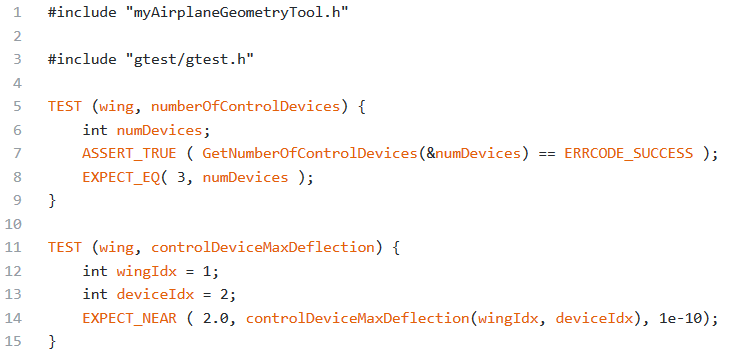 1 #include "myAirplaneGeometryTool.h"
2
3 #include "gtest/gtest.h"
4
5 TEST (wing, numberOfControlDevices) {
6     int numDevices;
7     ASSERT_TRUE ( GetNumberOfControlDevices(&numDevices) == ERRCODE_SUCCESS );
8     EXPECT_EQ( 3, numDevices );
9 }
10
11 TEST (wing, controlDeviceMaxDeflection) {
12     int wingIdx = 1;
13     int deviceIdx = 2;
14     EXPECT_NEAR ( 2.0, controlDeviceMaxDeflection(wingIdx, deviceIdx), 1e-10);
15 }